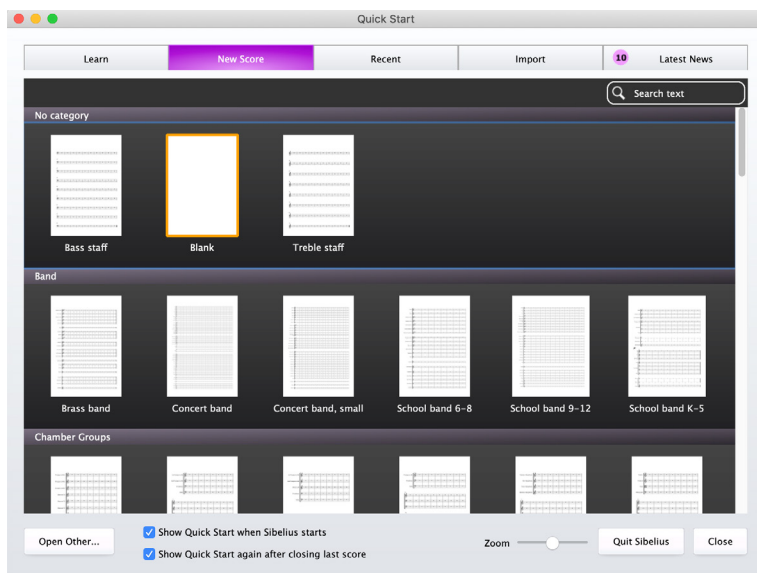 Quick Start
Learn
New Score
Recent
Import
10
Latest News
Search text
No category
Bass staff
Blank
Treble staff
Band
Brass band
Concert band
Concert band, small
School band 6–8
School band 9–12
School band K–5
Chamber Groups
Open Other...
Show Quick Start when Sibelius starts
Show Quick Start again after closing last score
Zoom
Quit Sibelius
Close